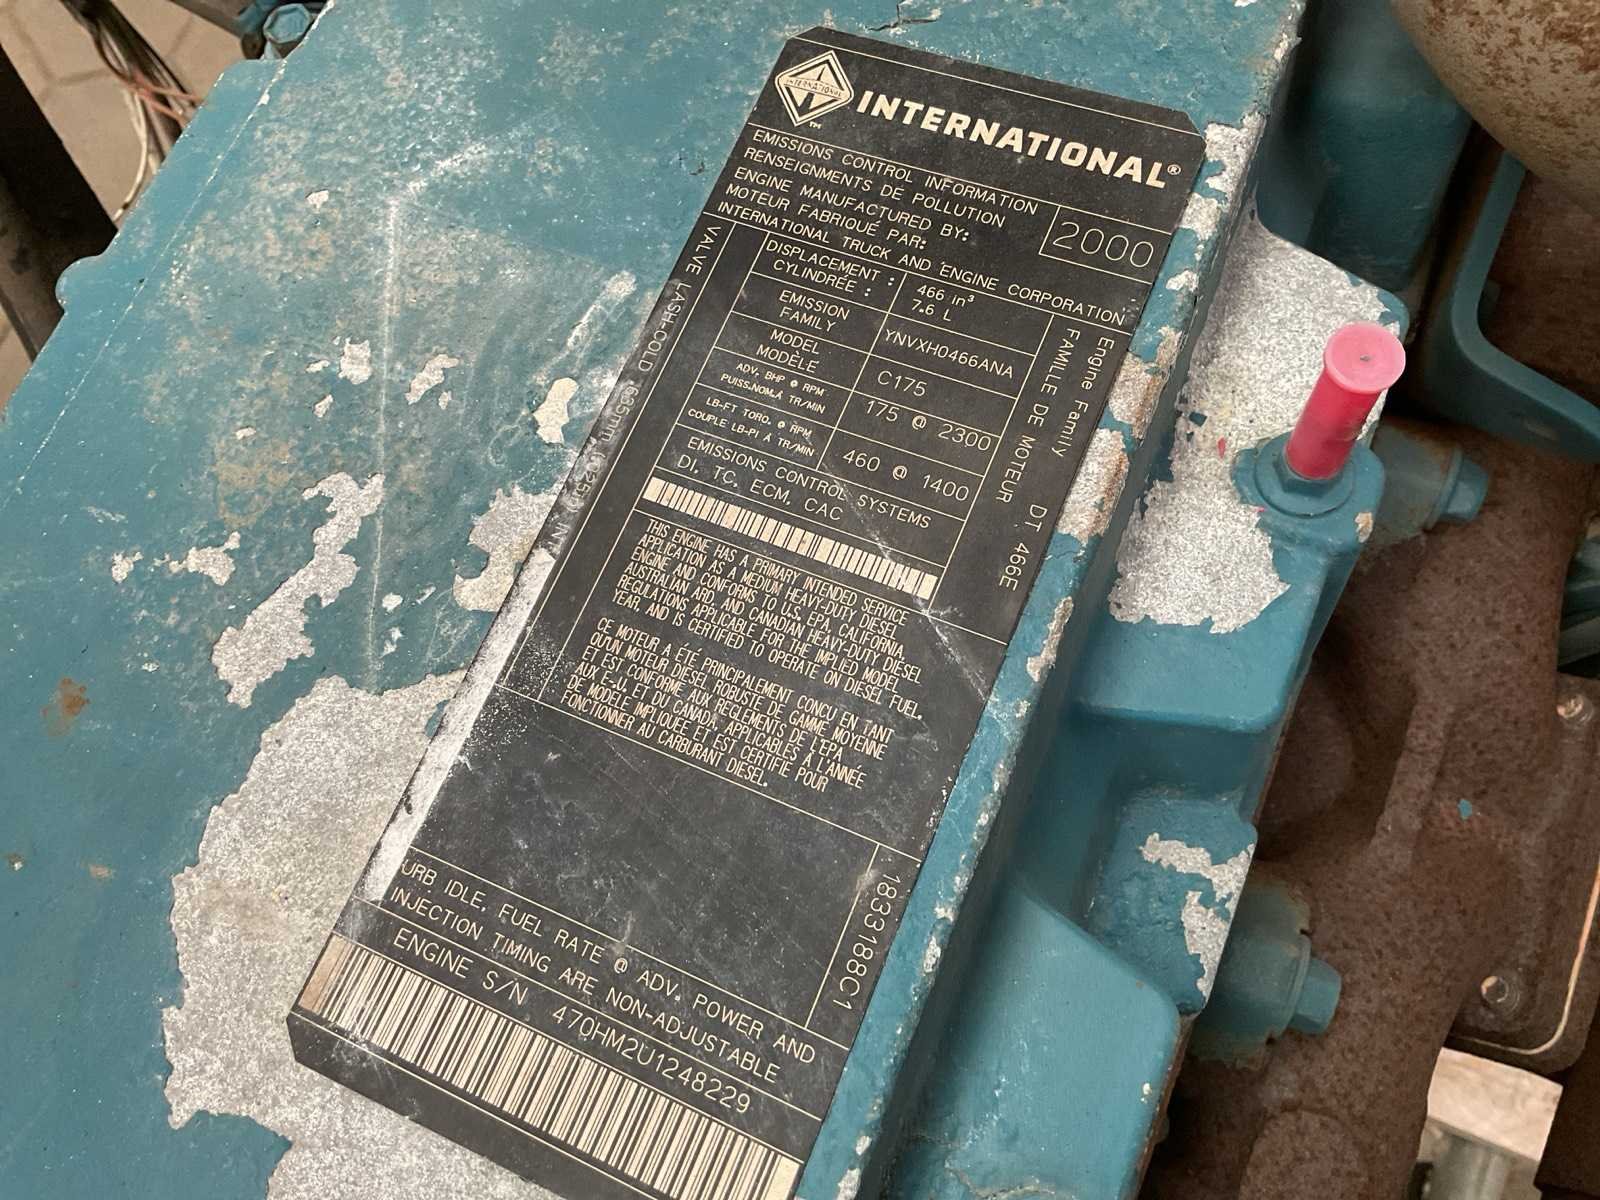 INTERNATIONAL
TM
INTERNATIONAL®
EMISSIONS CONTROL INFORMATION
RENSEIGNMENTS DE POLLUTION
ENGINE MANUFACTURED BY:
MOTEUR FABRIQUÉ PAR:
INTERNATIONAL TRUCK AND ENGINE CORPORATION
2000
VALVE LASH-COLD .635mm
IN
DISPLACEMENT :
CYLINDRÉE :
466 in³
7.6 L
EMISSION
FAMILY
YNVXH0466ANA
MODEL
MODÈLE
C175
ADV. BHP @ RPM
PUISS.NOM.À TR/MIN
175 @ 2300
LB-FT TORQ. @ RPM
COUPLE LB-PI À TR/MIN
460 @ 1400
EMISSIONS CONTROL SYSTEMS
DI, TC, ECM, CAC
Engine Family
FAMILLE DE MOTEUR DT 466E
THIS ENGINE HAS A PRIMARY INTENDED SERVICE
APPLICATION AS A MEDIUM HEAVY-DUTY DIESEL
ENGINE AND CONFORMS TO U.S. EPA, CALIFORNIA,
AUSTRALIAN ARD AND CANADIAN HEAVY-DUTY DIESEL
REGULATIONS APPLICABLE FOR THE IMPLIED MODEL
YEAR, AND IS CERTIFIED TO OPERATE ON DIESEL FUEL.
CE MOTEUR A ÉTÉ PRINCIPALEMENT CONCU EN TANT
QU'UN MOTEUR DIESEL ROBUSTE DE GAMME MOYENNE
ET EST CONFORME AUX RÉGLEMENTS DE L'EPA
AUX É-U, ET DU CANADA APPLICABLES À L'ANNÉE
DE MODÈLE IMPLIQUÉE ET EST CERTIFIE POUR
FONCTIONNER AU CARBURANT DIESEL.
1833188C1
URB IDLE, FUEL RATE @ ADV. POWER AND
INJECTION TIMING ARE NON-ADJUSTABLE
ENGINE S/N 470HM2U1248229